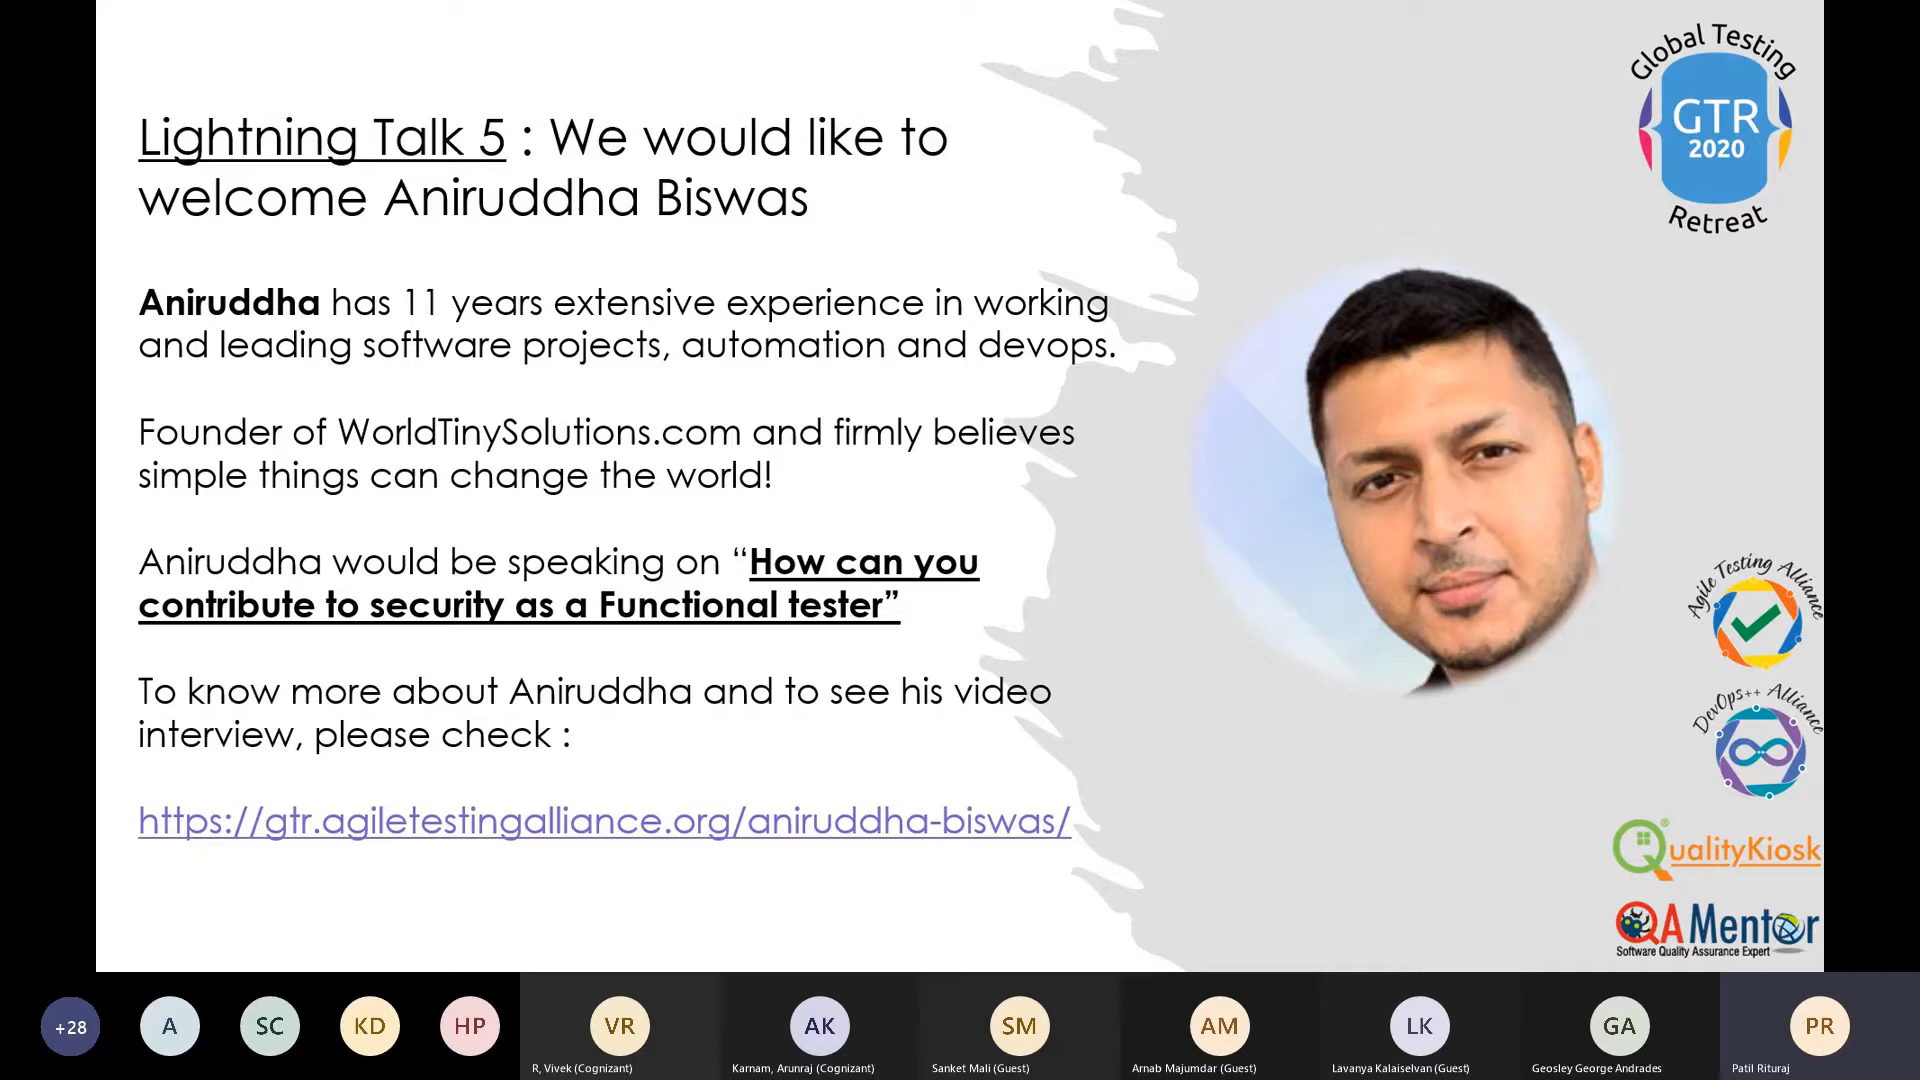 Lightning Talk 5 : We would like to
welcome Aniruddha Biswas
Aniruddha has 11 years extensive experience in working
and leading software projects, automation and devops.
Founder of WorldTinySolutions.com and firmly believes
simple things can change the world!
Aniruddha would be speaking on “How can you
contribute to security as a Functional tester”
To know more about Aniruddha and to see his video
interview, please check :
https://gtr.agiletestingalliance.org/aniruddha-biswas/
Global Testing
GTR
2020
Retreat
Agile Testing Alliance
DevOps++ Alliance
QualityKiosk
®
QA Mentor
Software Quality Assurance Expert
+28
A
SC
KD
HP
VR
AK
SM
AM
LK
GA
PR
R, Vivek (Cognizant)
Karnam, Arunraj (Cognizant)
Sanket Mali (Guest)
Arnab Majumdar (Guest)
Lavanya Kalaiselvan (Guest)
Geosley George Andrades
Patil Rituraj